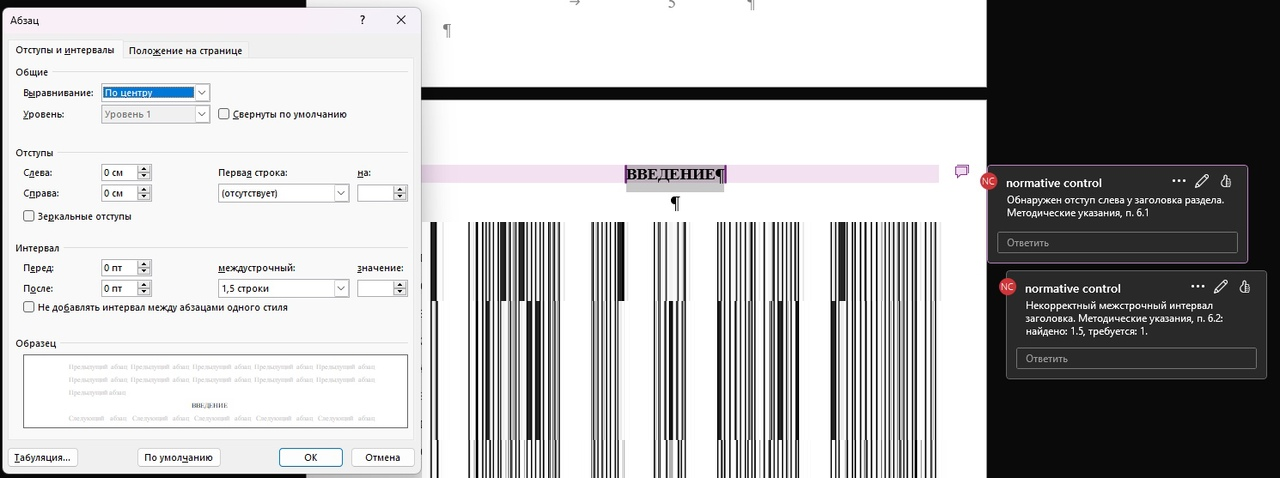 Абзац
?
Отступы и интервалы
Положение на странице
Общие
Выравнивание:
По центру
Уровень:
Уровень 1
Свернуты по умолчанию
Отступы
Слева:
0 см
Первая строка:
на:
Справа:
0 см
(отсутствует)
Зеркальные отступы
Интервал
Перед:
0 пт
междустрочный:
значение:
После:
0 пт
1,5 строки
Не добавлять интервал между абзацами одного стиля
Образец
Предыдущий абзац Предыдущий абзац Предыдущий абзац Предыдущий абзац Предыдущий абзац
Предыдущий абзац Предыдущий абзац Предыдущий абзац Предыдущий абзац Предыдущий абзац
Предыдущий абзац
ВВЕДЕНИЕ
Следующий абзац Следующий абзац Следующий абзац Следующий абзац Следующий абзац
Табуляция...
По умолчанию
ОК
Отмена
→ 5 ¶
¶
ВВЕДЕНИЕ¶
¶
NC
normative control
Обнаружен отступ слева у заголовка раздела.
Методические указания, п. 6.1
Ответить
NC
normative control
Некорректный межстрочный интервал
заголовка. Методические указания, п. 6.2:
найдено: 1.5, требуется: 1.
Ответить